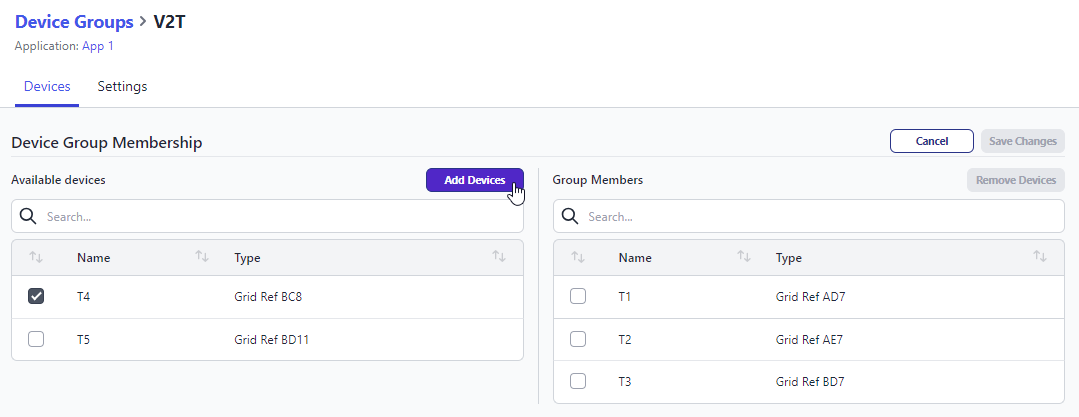 Device Groups > V2T
Application: App 1
Devices Settings
Device Group Membership Cancel Save Changes
Available devices Add Devices
Search...
Name Type
T4 Grid Ref BC8
T5 Grid Ref BD11
Group Members Remove Devices
Search...
Name Type
T1 Grid Ref AD7
T2 Grid Ref AE7
T3 Grid Ref BD7